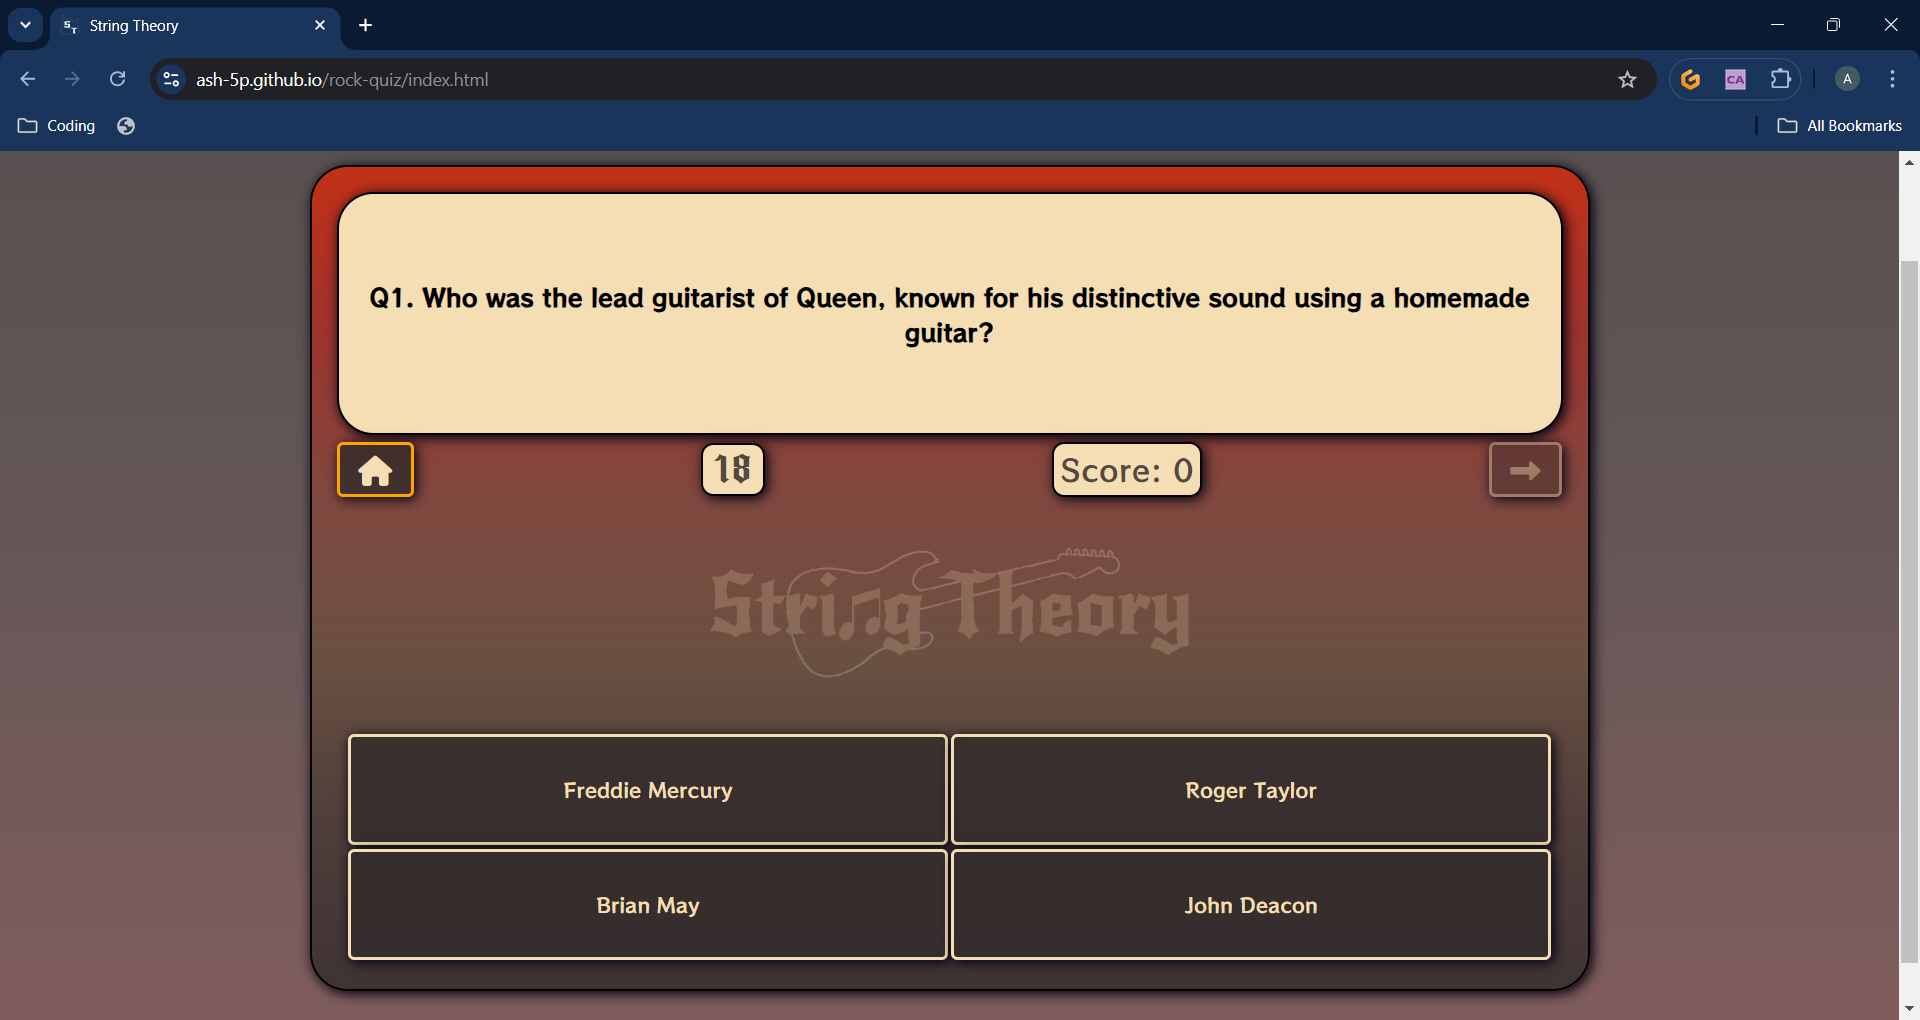 String Theory
ash-5p.github.io/rock-quiz/index.html
CA
A
Coding
All Bookmarks
Q1. Who was the lead guitarist of Queen, known for his distinctive sound using a homemade
guitar?
18
Score: 0
String Theory
Freddie Mercury
Roger Taylor
Brian May
John Deacon